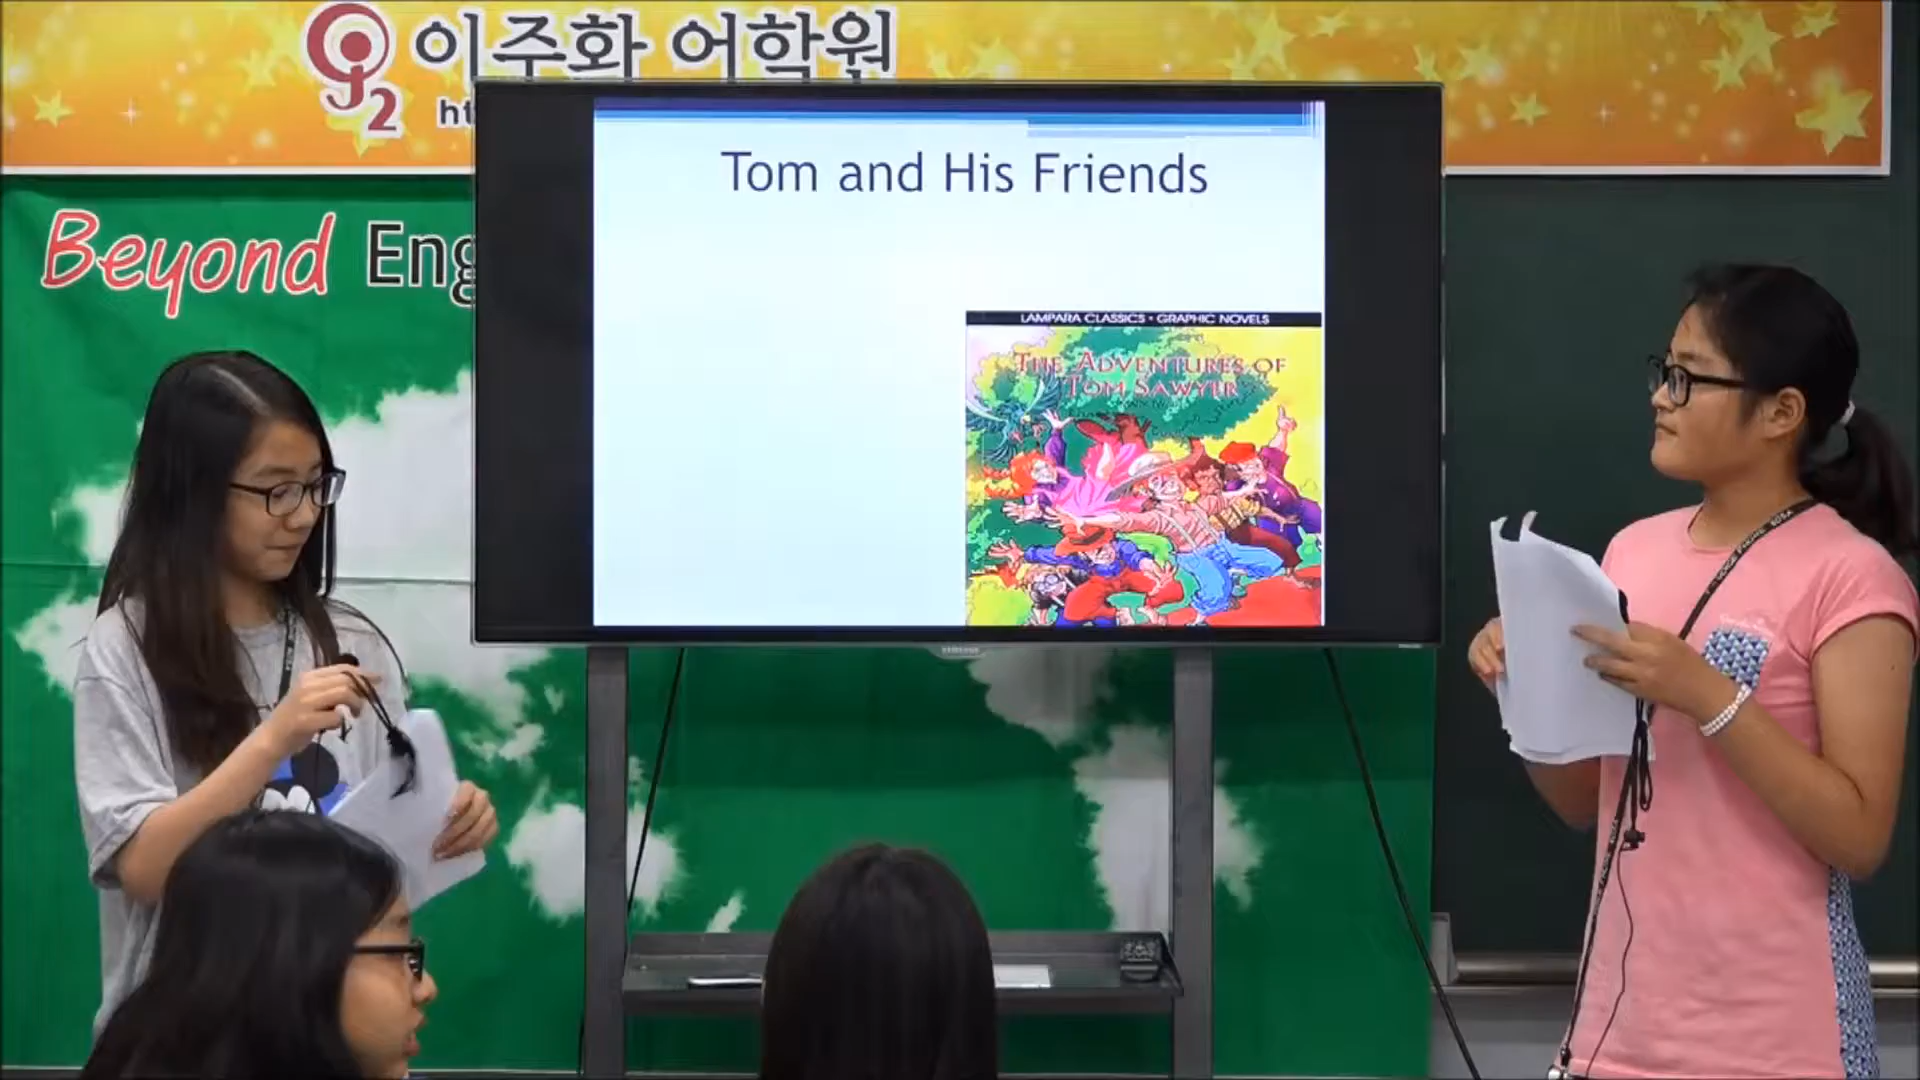 이주화 어학원
Beyond Eng
Tom and His Friends
LAMPARA CLASSICS • GRAPHIC NOVELS
THE ADVENTURES OF
TOM SAWYER
SAMSUNG